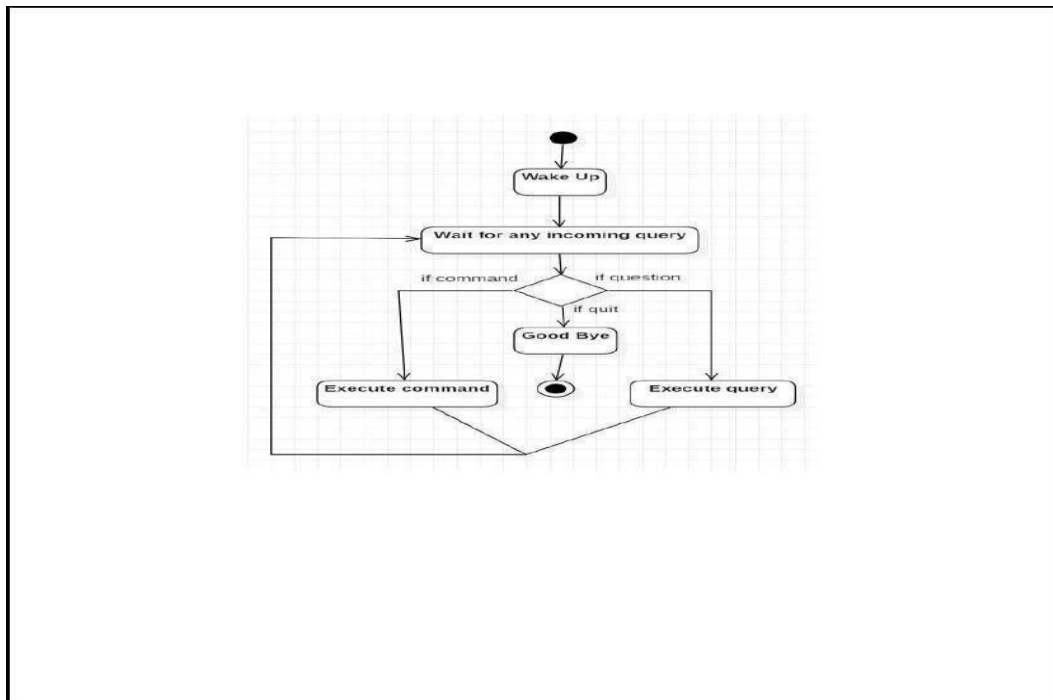 Wake Up
Wait for any incoming query
if command
if question
if quit
Good Bye
Execute command
Execute query